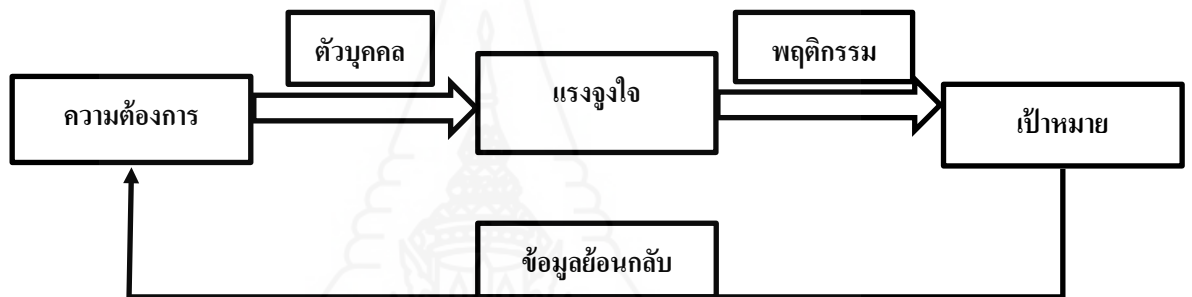 ตัวบุคคล
พฤติกรรม
ความต้องการ
แรงจูงใจ
เป้าหมาย
ข้อมูลย้อนกลับ